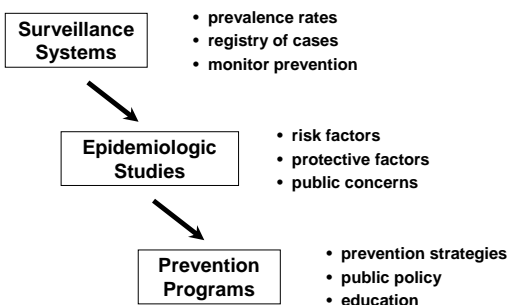 Surveillance
Systems
• prevalence rates
• registry of cases
• monitor prevention
Epidemiologic
Studies
• risk factors
• protective factors
• public concerns
Prevention
Programs
• prevention strategies
• public policy
• education